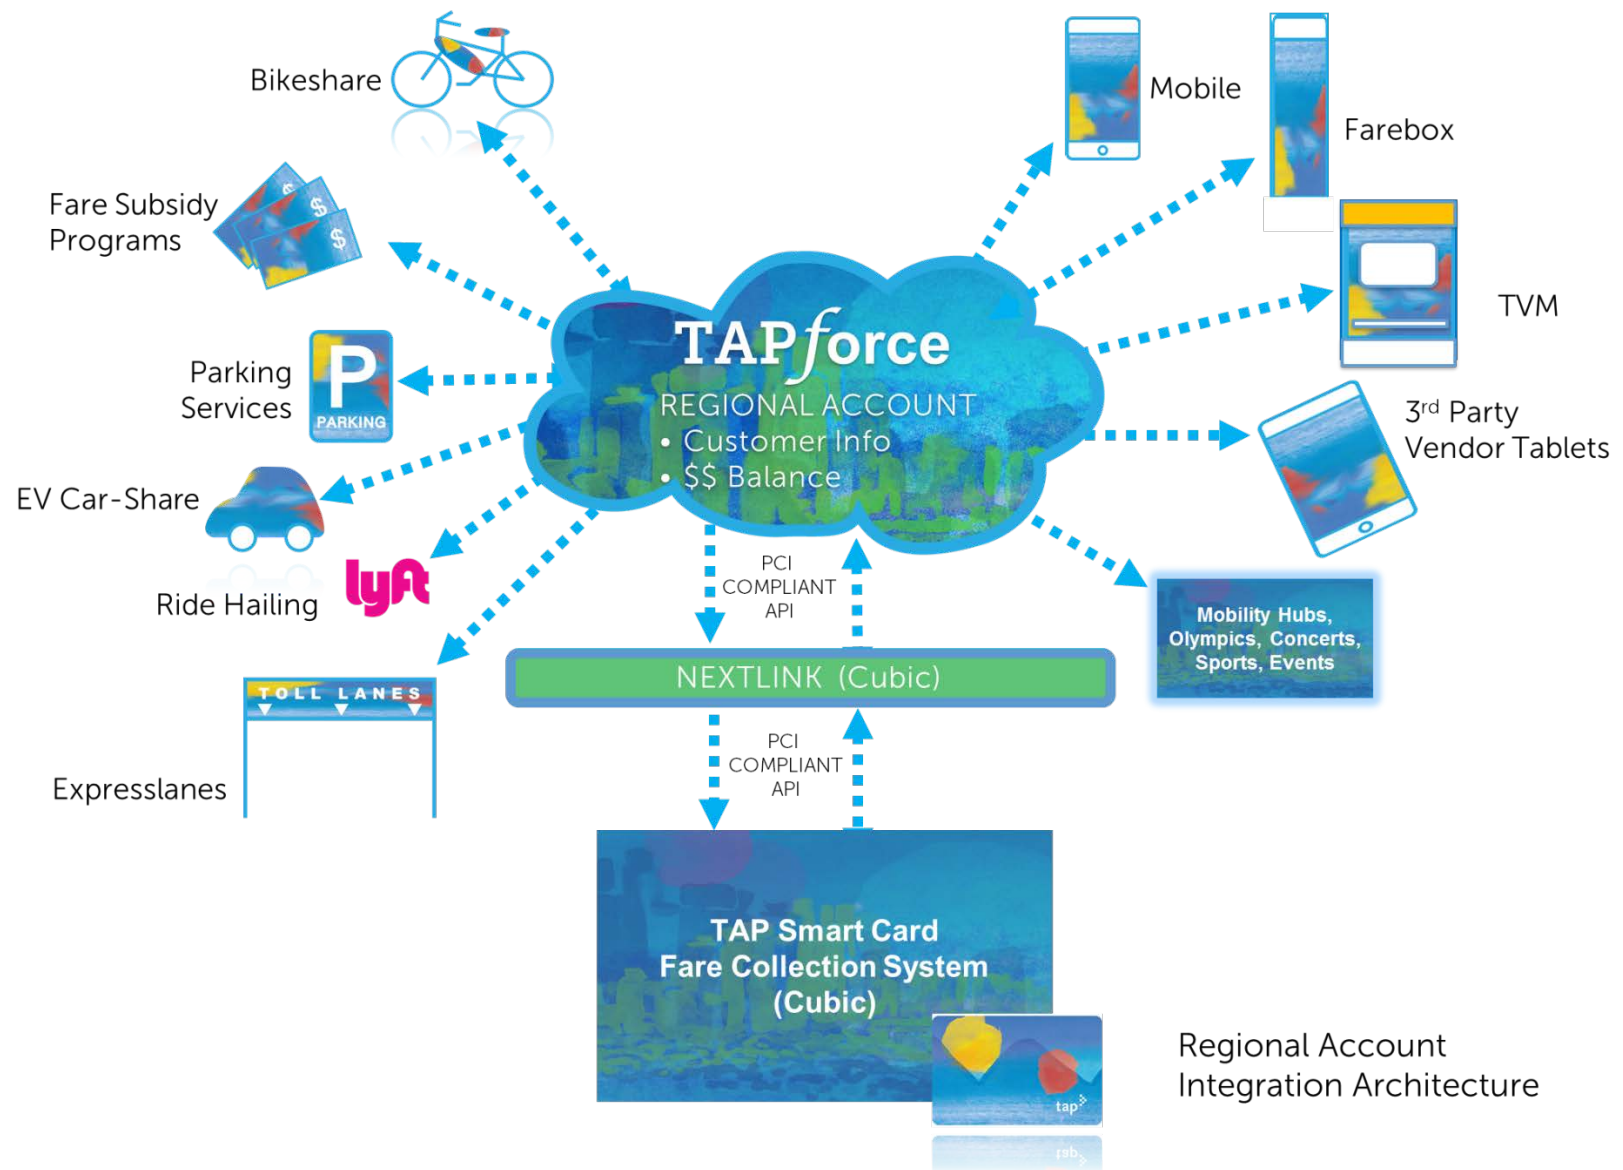 Bikeshare
Mobile
Farebox
Fare Subsidy
Programs
$
$
$
TVM
TAPforce
REGIONAL ACCOUNT
• Customer Info
• $$ Balance
Parking
Services
P
PARKING
3rd Party
Vendor Tablets
EV Car-Share
Ride Hailing
lyft
PCI
COMPLIANT
API
Mobility Hubs,
Olympics, Concerts,
Sports, Events
NEXTLINK (Cubic)
TOLL LANES
Expresslanes
PCI
COMPLIANT
API
TAP Smart Card
Fare Collection System
(Cubic)
tap
Regional Account
Integration Architecture